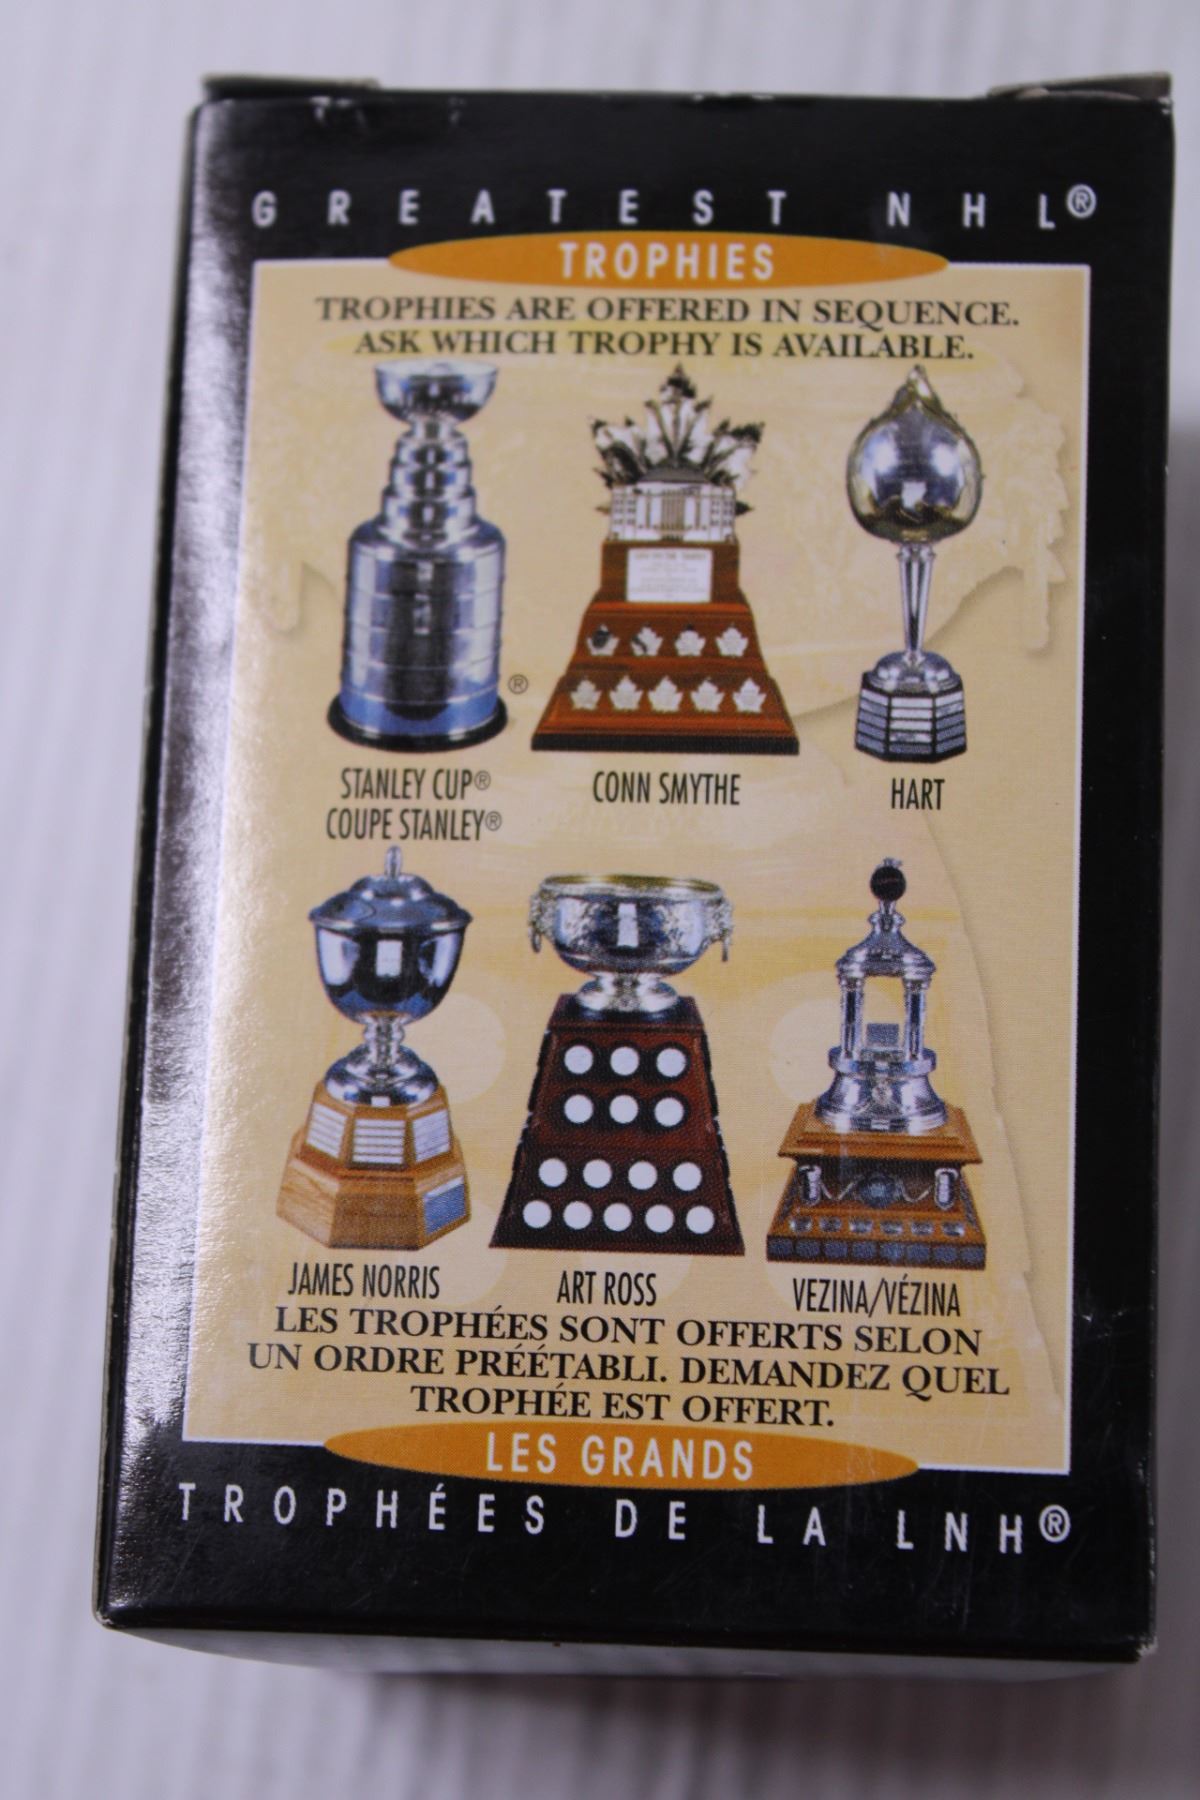 GREATEST NHL®
TROPHIES
TROPHIES ARE OFFERED IN SEQUENCE.
ASK WHICH TROPHY IS AVAILABLE.
®
STANLEY CUP®
COUPE STANLEY®
CONN SMYTHE
HART
JAMES NORRIS
ART ROSS
VEZINA/VÉZINA
LES TROPHÉES SONT OFFERTS SELON
UN ORDRE PRÉÉTABLI. DEMANDEZ QUEL
TROPHÉE EST OFFERT.
LES GRANDS
TROPHÉES DE LA LNH®